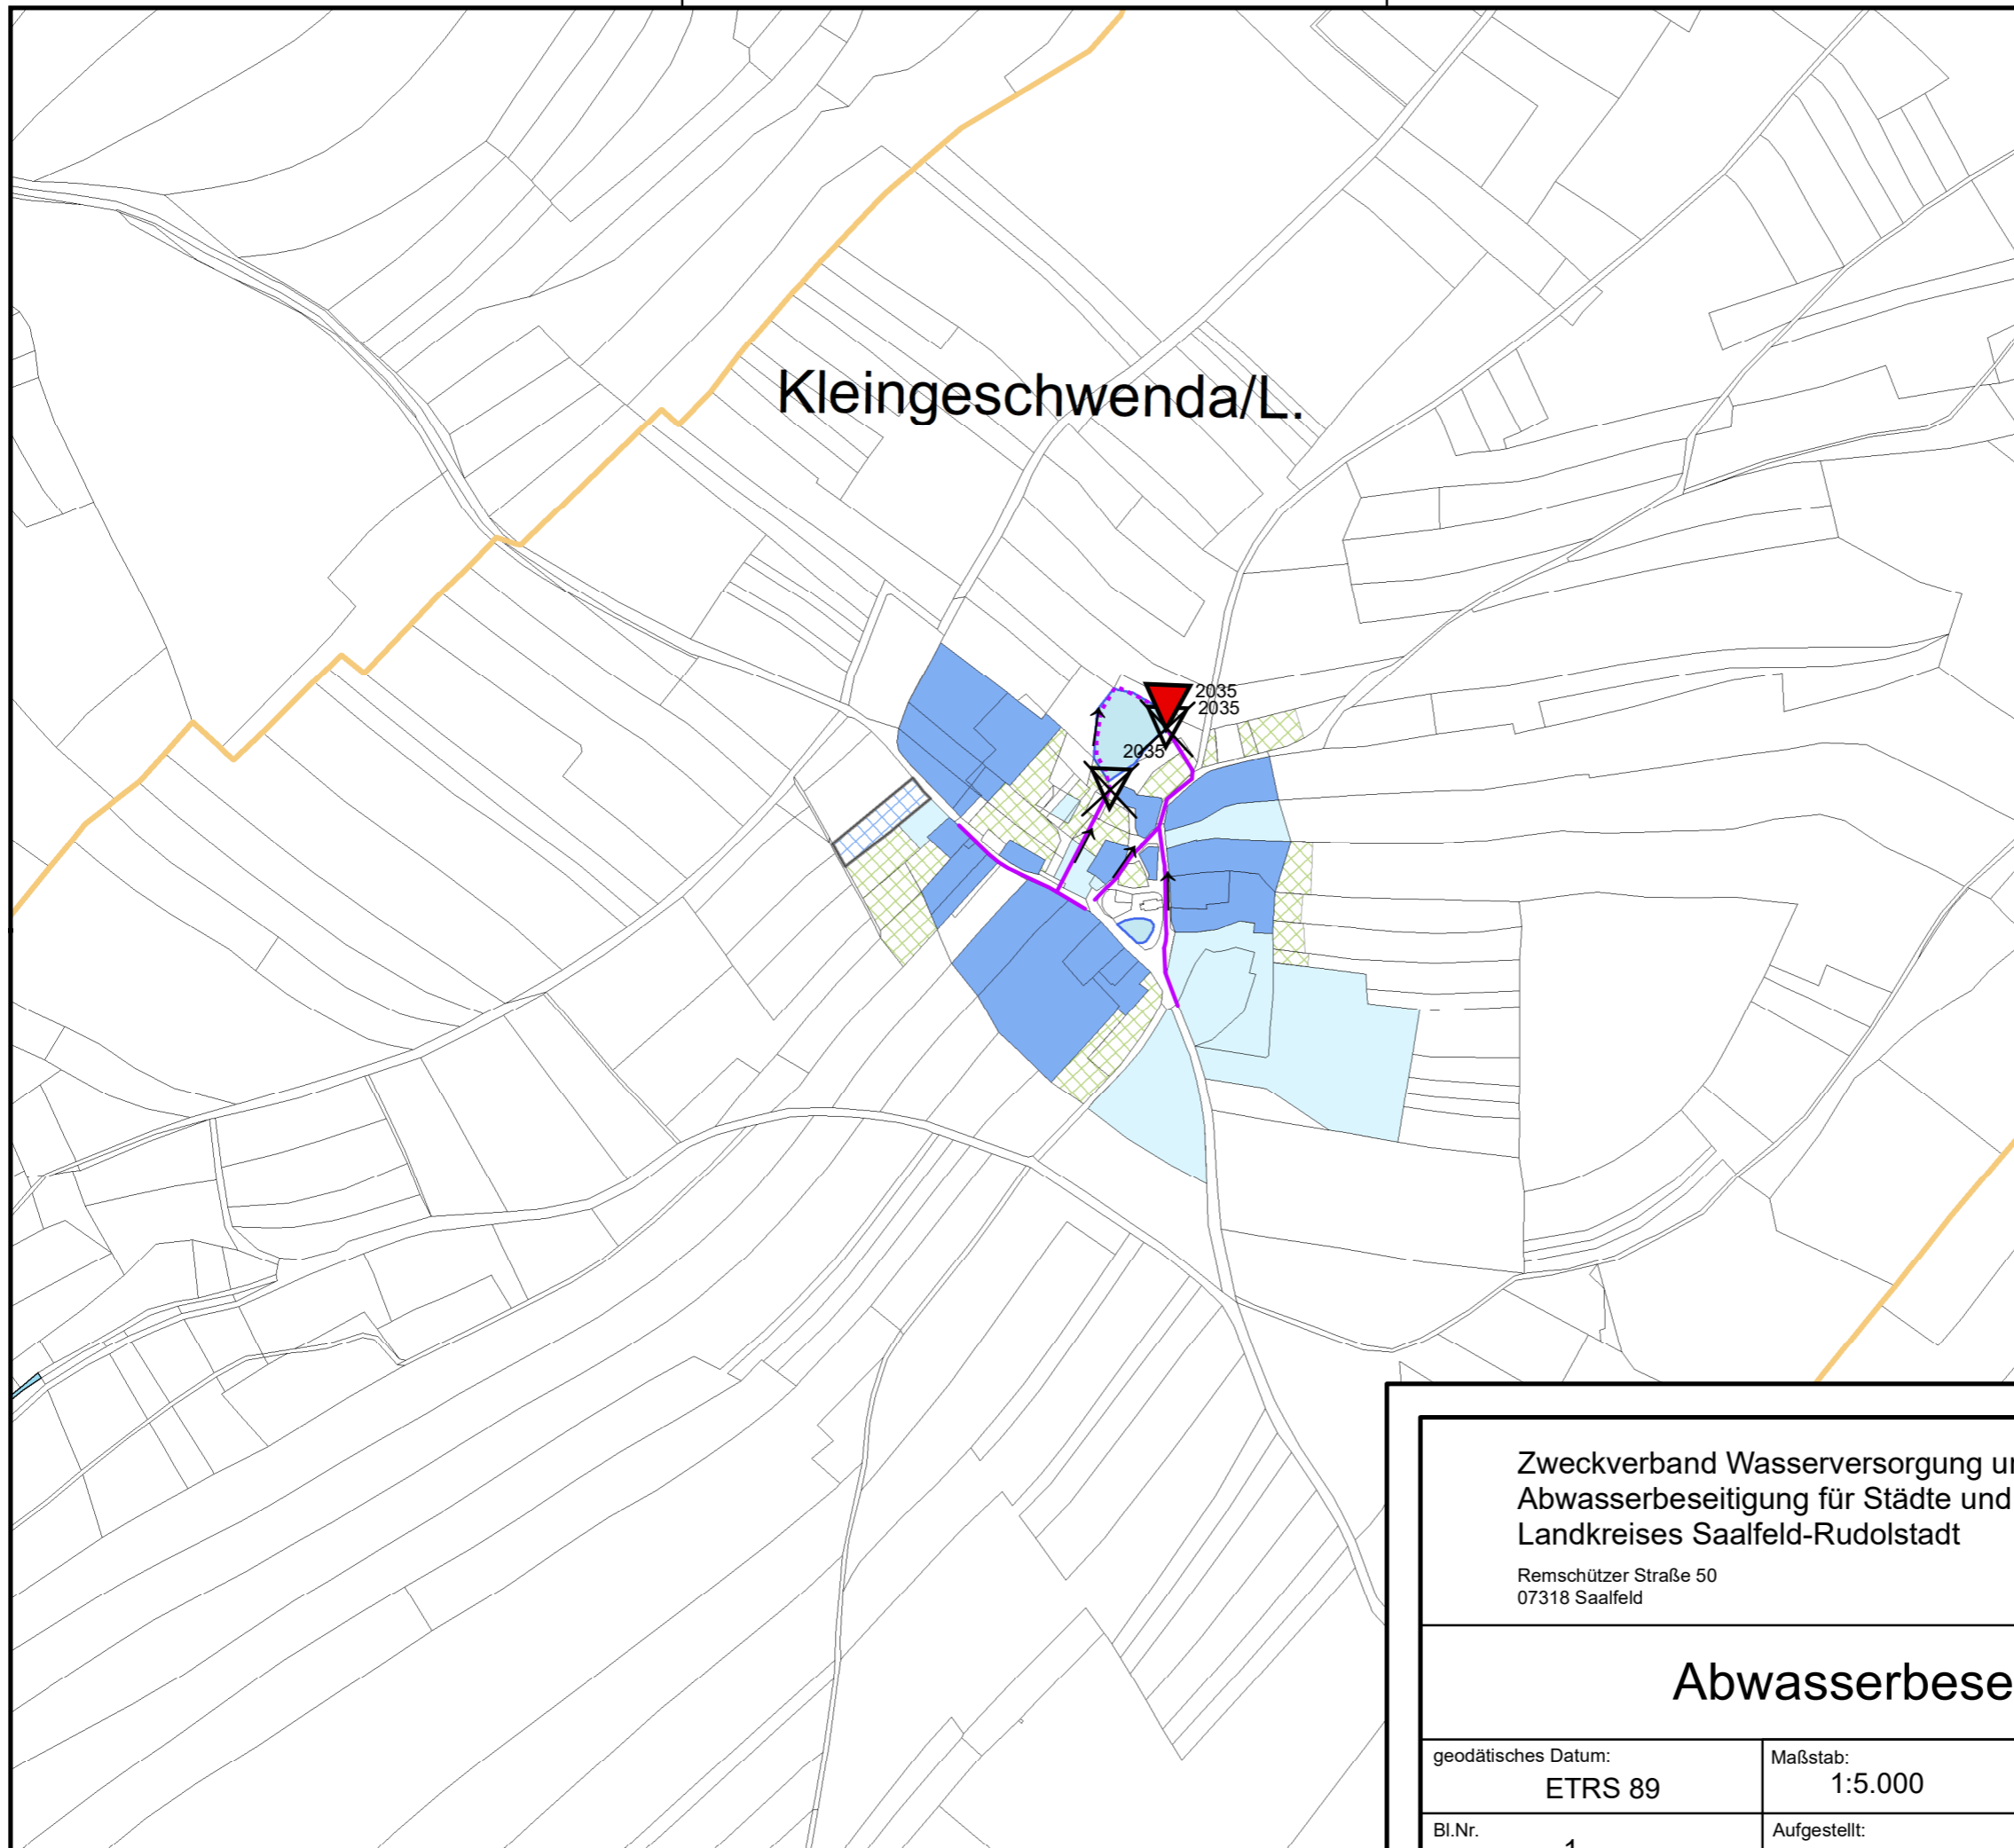 Kleingeschwenda/L.
2035
2035
2035
Zweckverband Wasserversorgung
Abwasserbeseitigung für Städte und
Landkreises Saalfeld-Rudolstadt
Remschützer Straße 50
07318 Saalfeld
Abwasserbese
geodätisches Datum:
ETRS 89
Maßstab:
1:5.000
Bl.Nr.
1
Aufgestellt: